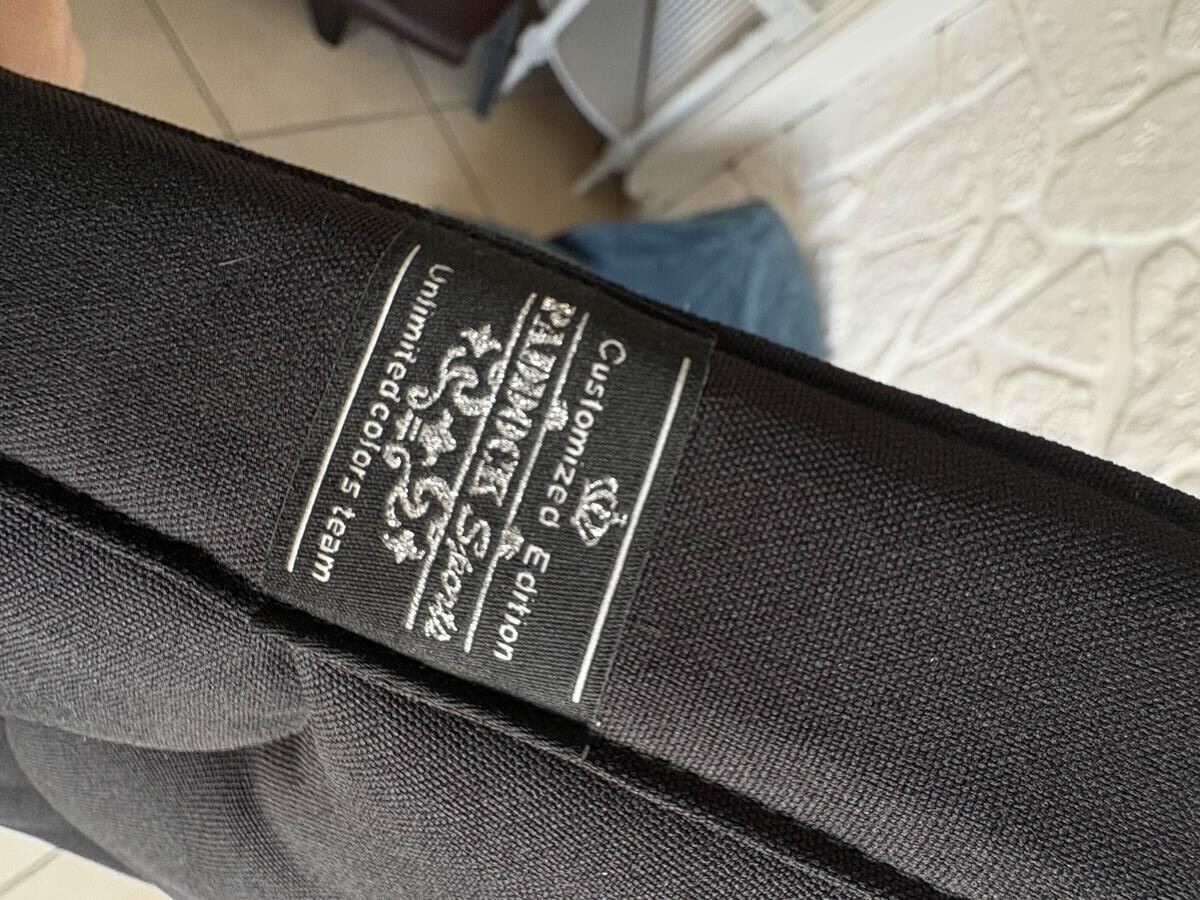 Customized Edition
PADDOCK Sports
Unlimited colors team